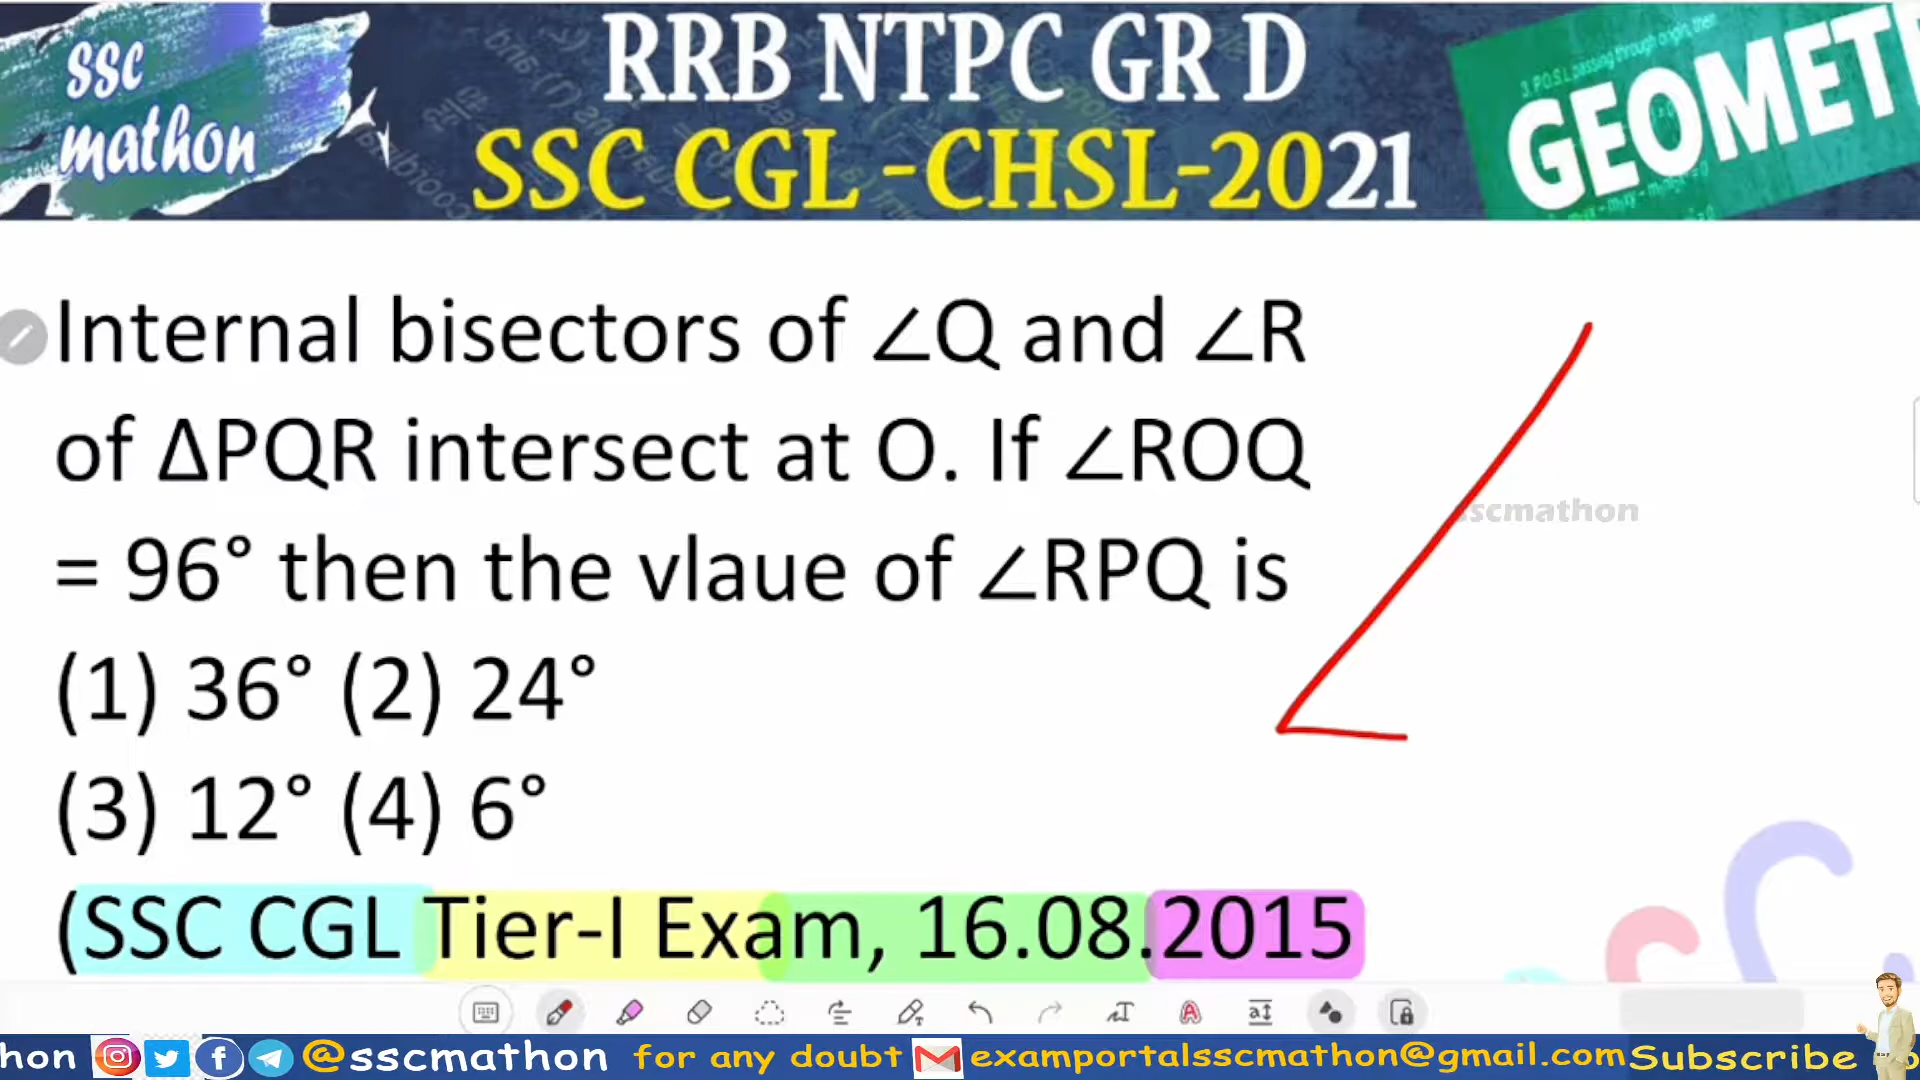 ssc
mathon
RRB NTPC GR D
SSC CGL -CHSL-2021
GEOMET
Internal bisectors of ∠Q and ∠R
of ΔPQR intersect at O. If ∠ROQ
= 96° then the vlaue of ∠RPQ is
(1) 36° (2) 24°
(3) 12° (4) 6°
(SSC CGL Tier-I Exam, 16.08.2015
sscmathon
hon @sscmathon for any doubt examportalsscmathon@gmail.com Subscribe